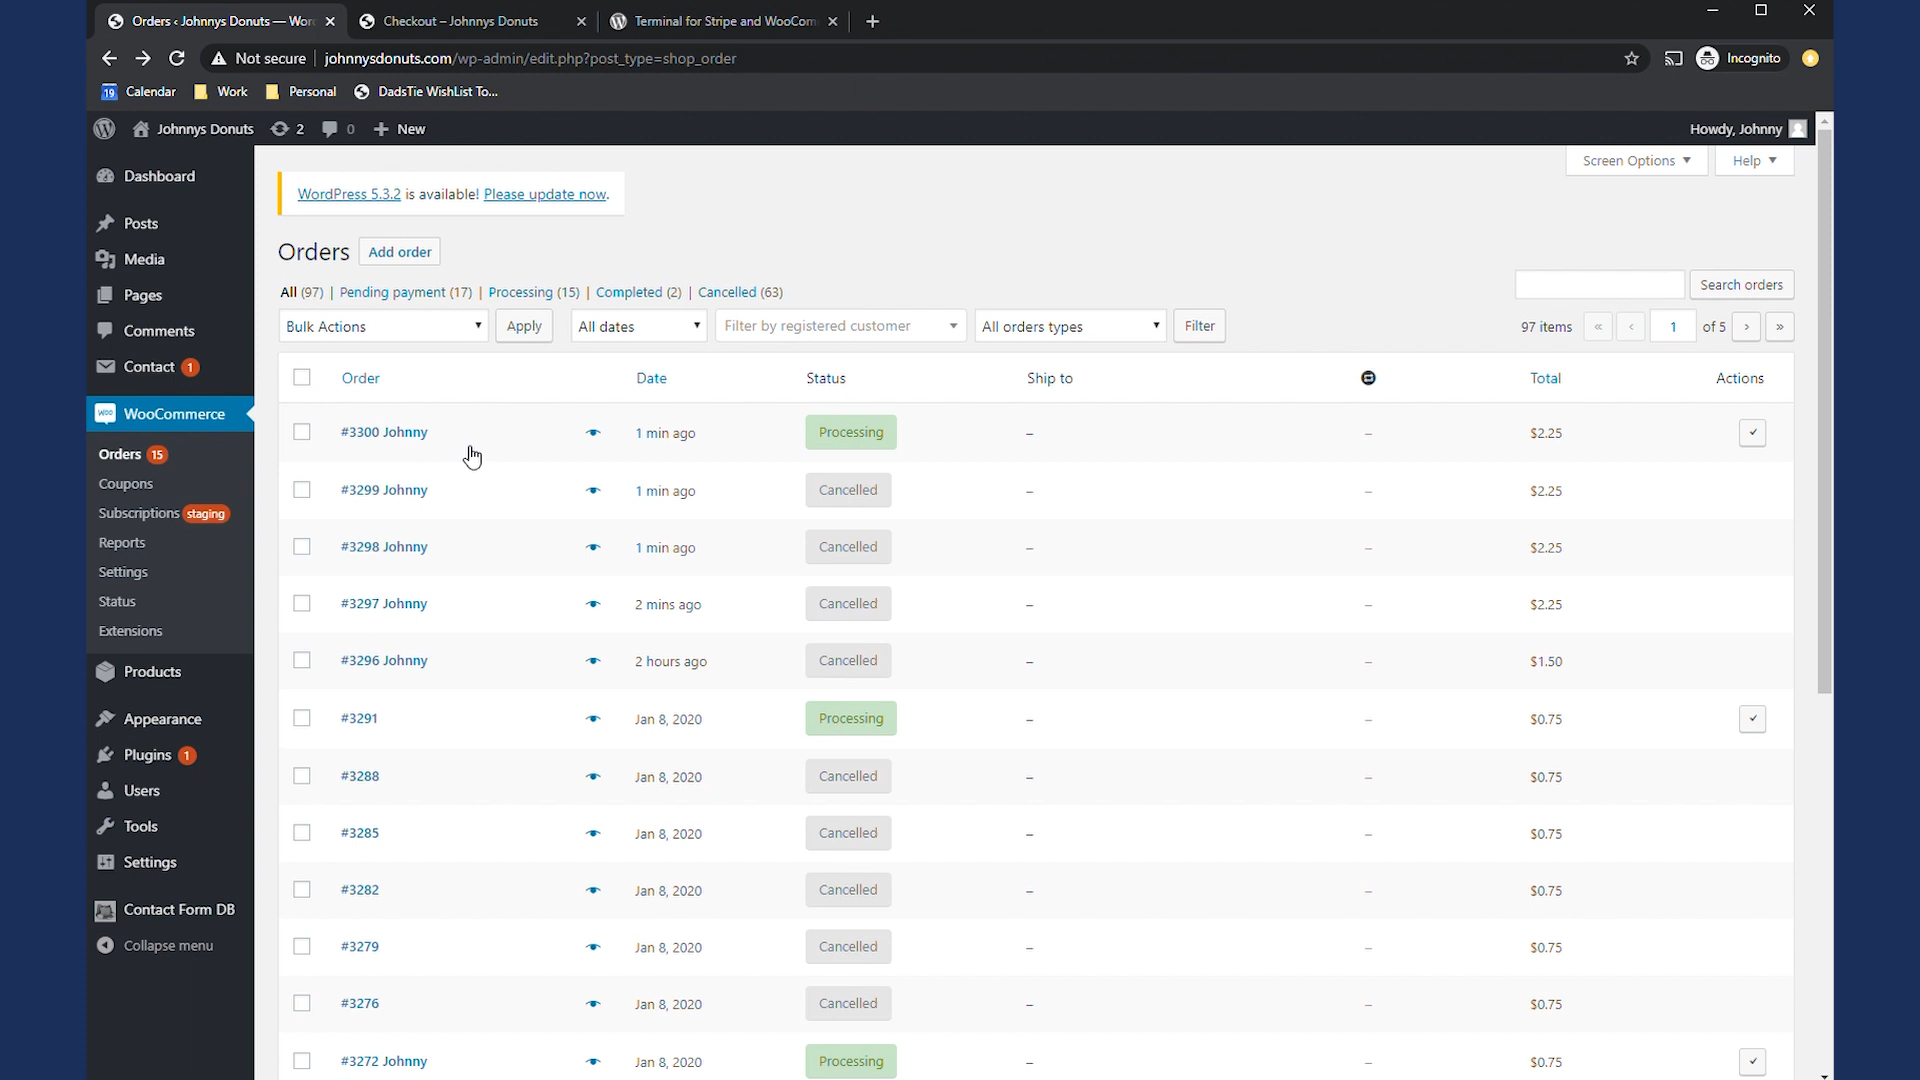 Orders ‹ Johnnys Donuts — Wor
Checkout – Johnnys Donuts
Terminal for Stripe and WooCom
Not secure
johnnysdonuts.com/wp-admin/edit.php?post_type=shop_order
Incognito
19 Calendar
Work
Personal
DadsTie WishList To...
Johnnys Donuts
2
0
+ New
Howdy, Johnny
Screen Options
Help
WordPress 5.3.2 is available! Please update now.
Dashboard
Posts
Media
Pages
Comments
Contact 1
WOO WooCommerce
Orders 15
Coupons
Subscriptions staging
Reports
Settings
Status
Extensions
Products
Appearance
Plugins 1
Users
Tools
Settings
Contact Form DB
Collapse menu
Orders
Add order
All (97) | Pending payment (17) | Processing (15) | Completed (2) | Cancelled (63)
Search orders
Bulk Actions
Apply
All dates
Filter by registered customer
All orders types
Filter
97 items « ‹ 1 of 5 › »
Order Date Status Ship to Total Actions
#3300 Johnny 1 min ago Processing – – $2.25
#3299 Johnny 1 min ago Cancelled – – $2.25
#3298 Johnny 1 min ago Cancelled – – $2.25
#3297 Johnny 2 mins ago Cancelled – – $2.25
#3296 Johnny 2 hours ago Cancelled – – $1.50
#3291 Jan 8, 2020 Processing – – $0.75
#3288 Jan 8, 2020 Cancelled – – $0.75
#3285 Jan 8, 2020 Cancelled – – $0.75
#3282 Jan 8, 2020 Cancelled – – $0.75
#3279 Jan 8, 2020 Cancelled – – $0.75
#3276 Jan 8, 2020 Cancelled – – $0.75
#3272 Johnny Jan 8, 2020 Processing – – $0.75